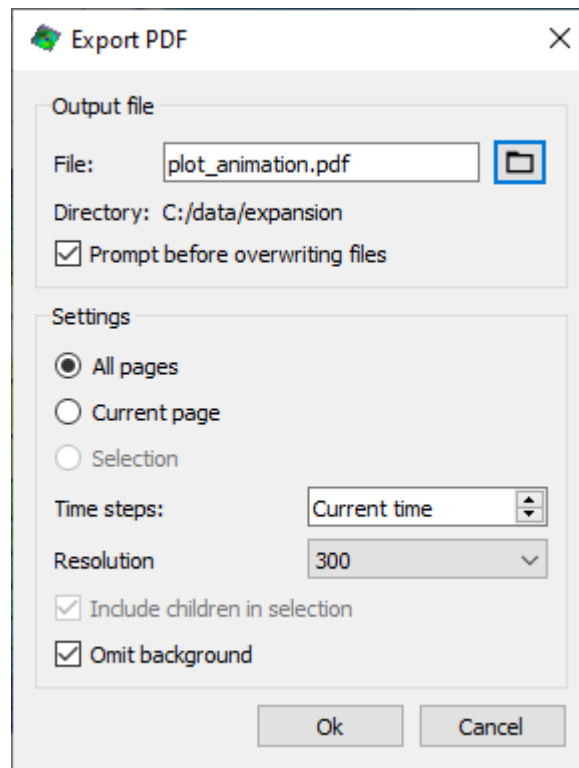 Export PDF
Output file
File: plot_animation.pdf
Directory: C:/data/expansion
Prompt before overwriting files
Settings
All pages
Current page
Selection
Time steps: Current time
Resolution 300
Include children in selection
Omit background
Ok Cancel